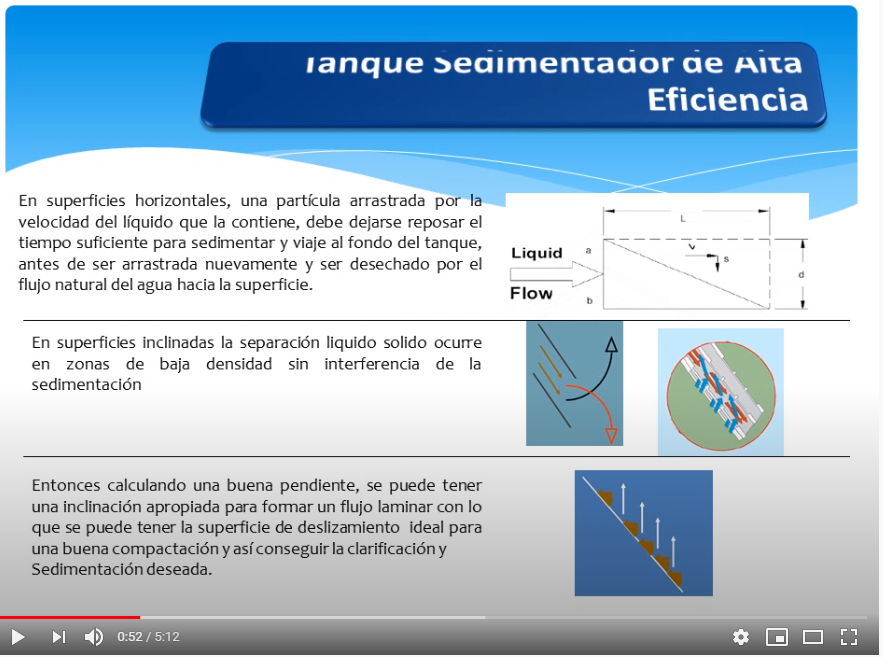 Tanque Sedimentador de Alta
Eficiencia
En superficies horizontales, una partícula arrastrada por la
velocidad del líquido que la contiene, debe dejarse reposar el
tiempo suficiente para sedimentar y viaje al fondo del tanque,
antes de ser arrastrada nuevamente y ser desechado por el
flujo natural del agua hacia la superficie.
L
Liquid
Flow
a
b
V
s
d
En superficies inclinadas la separación liquido solido ocurre
en zonas de baja densidad sin interferencia de la
sedimentación
Entonces calculando una buena pendiente, se puede tener
una inclinación apropiada para formar un flujo laminar con lo
que se puede tener la superficie de deslizamiento ideal para
una buena compactación y así conseguir la clarificación y
Sedimentación deseada.
0:52 / 5:12